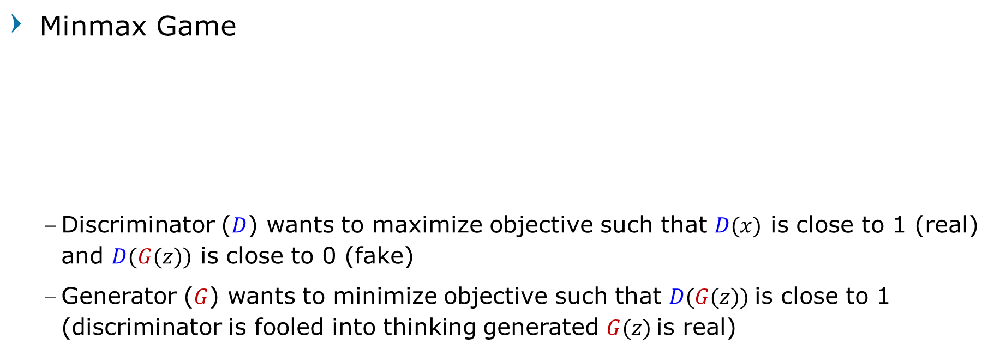 Minmax Game
– Discriminator (D) wants to maximize objective such that D(x) is close to 1 (real)
and D(G(z)) is close to 0 (fake)
– Generator (G) wants to minimize objective such that D(G(z)) is close to 1
(discriminator is fooled into thinking generated G(z) is real)